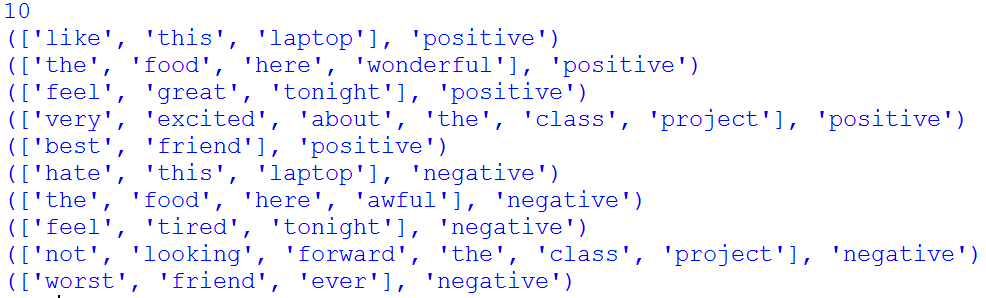 10
(['like', 'this', 'laptop'], 'positive')
(['the', 'food', 'here', 'wonderful'], 'positive')
(['feel', 'great', 'tonight'], 'positive')
(['very', 'excited', 'about', 'the', 'class', 'project'], 'positive')
(['best', 'friend'], 'positive')
(['hate', 'this', 'laptop'], 'negative')
(['the', 'food', 'here', 'awful'], 'negative')
(['feel', 'tired', 'tonight'], 'negative')
(['not', 'looking', 'forward', 'the', 'class', 'project'], 'negative')
(['worst', 'friend', 'ever'], 'negative')